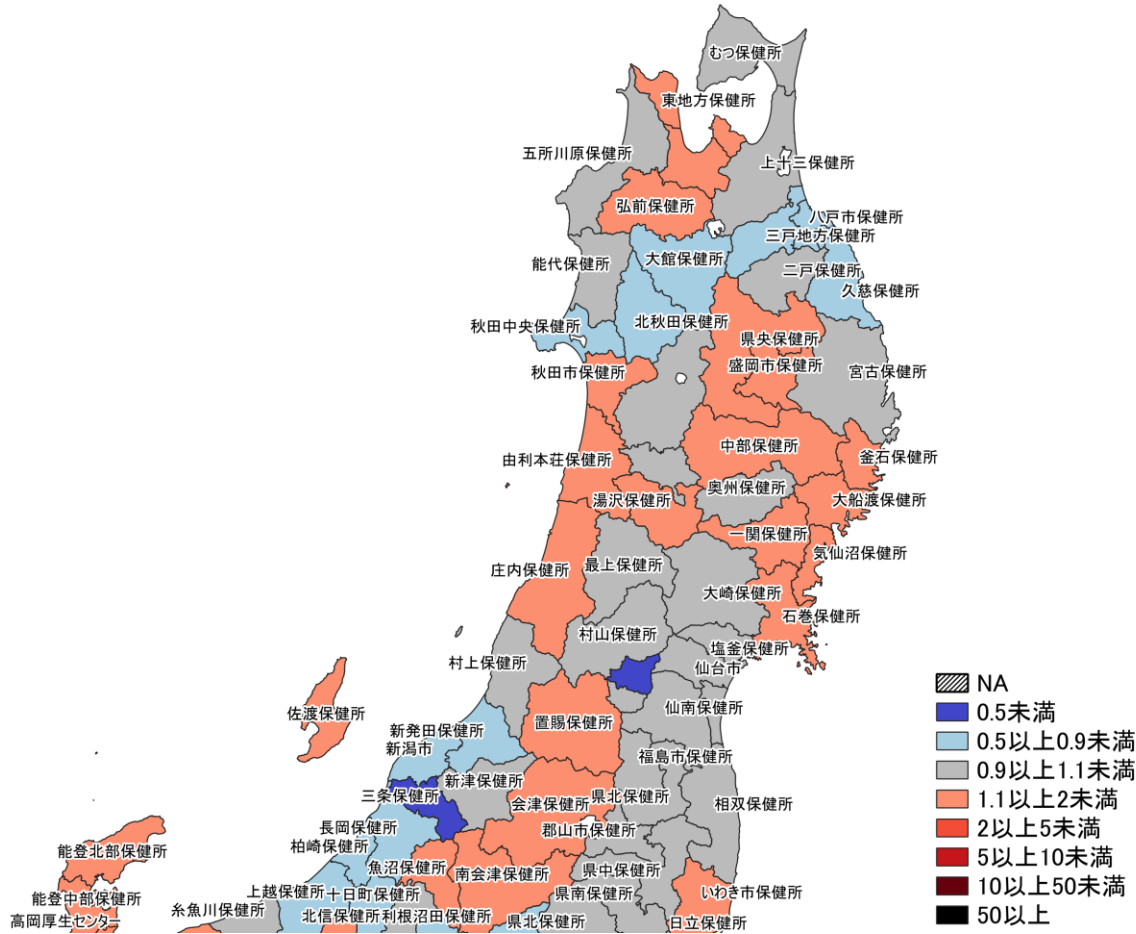 むつ保健所
東地方保健所
五所川原保健所
上十三保健所
弘前保健所
八戸市保健所
三戸地方保健所
大館保健所
能代保健所
二戸保健所
久慈保健所
秋田中央保健所
北秋田保健所
県央保健所
盛岡市保健所
秋田市保健所
宮古保健所
中部保健所
由利本荘保健所
釜石保健所
奥州保健所
湯沢保健所
大船渡保健所
一関保健所
気仙沼保健所
最上保健所
庄内保健所
大崎保健所
石巻保健所
村山保健所
塩釜保健所
村上保健所
仙台市
佐渡保健所
仙南保健所
置賜保健所
新発田保健所
新潟市
福島市保健所
新津保健所
三条保健所
会津保健所
県北保健所
相双保健所
長岡保健所
郡山市保健所
柏崎保健所
能登北部保健所
魚沼保健所
南会津保健所
県中保健所
県南保健所
いわき市保健所
能登中部保健所
上越保健所
十日町保健所
糸魚川保健所
高岡厚生センター
北信保健所
利根沼田保健所
県北保健所
日立保健所
NA
0.5未満
0.5以上0.9未満
0.9以上1.1未満
1.1以上2未満
2以上5未満
5以上10未満
10以上50未満
50以上